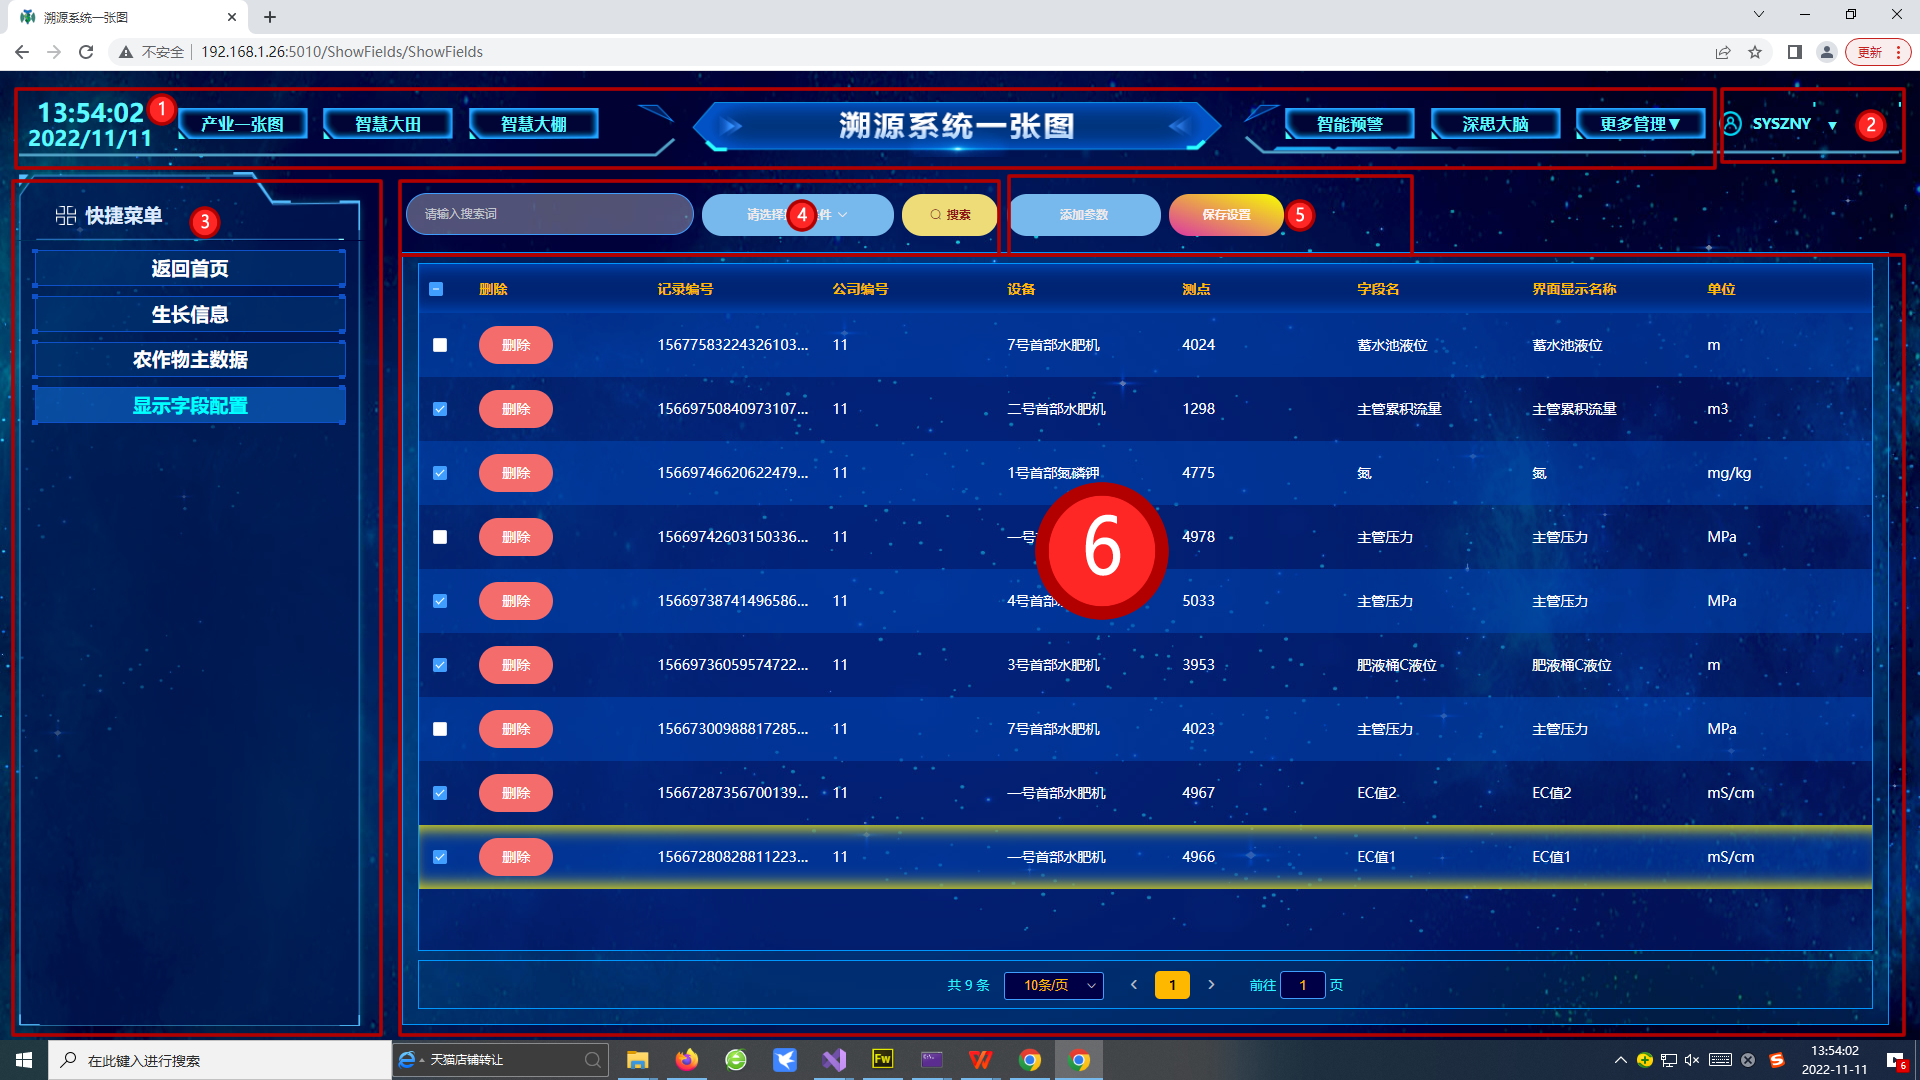 溯源系统一张图
不安全 192.168.1.26:5010/ShowFields/ShowFields
更新
13:54:02
2022/11/11
1
产业一张图
智慧大田
智慧大棚
溯源系统一张图
智能预警
深思大脑
更多管理▼
SYSZNY ▼
2
快捷菜单
3
返回首页
生长信息
农作物主数据
显示字段配置
请输入搜索词
请选择 4 件
搜索
添加参数
保存设置
5
删除 记录编号 公司编号 设备 测点 字段名 界面显示名称 单位
删除 15677583224326103... 11 7号首部水肥机 4024 蓄水池液位 蓄水池液位 m
删除 15669750840973107... 11 二号首部水肥机 1298 主管累积流量 主管累积流量 m3
删除 15669746620622479... 11 1号首部氮磷钾 4775 氮 氮 mg/kg
删除 15669742603150336... 11 一号 4978 主管压力 主管压力 MPa
6
删除 15669738741496586... 11 4号首部 5033 主管压力 主管压力 MPa
删除 15669736059574722... 11 3号首部水肥机 3953 肥液桶C液位 肥液桶C液位 m
删除 15667300988817285... 11 7号首部水肥机 4023 主管压力 主管压力 MPa
删除 15667287356700139... 11 一号首部水肥机 4967 EC值2 EC值2 mS/cm
删除 15667280828811223... 11 一号首部水肥机 4966 EC值1 EC值1 mS/cm
共 9 条 10条/页 1 前往 1 页
在此键入进行搜索
天猫店铺转让
Fw
13:54:02
2022-11-11
6